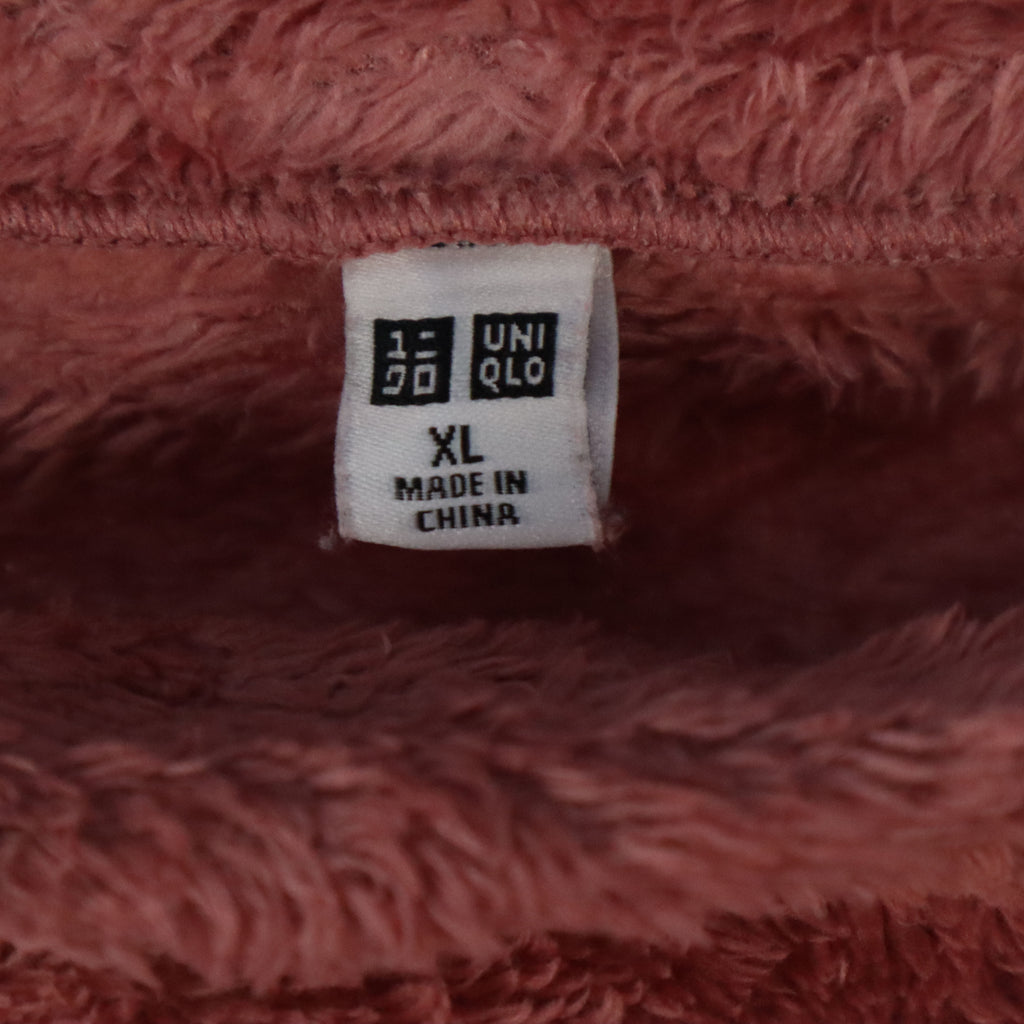 ユニ UNI
クロ QLO
XL
MADE IN
CHINA